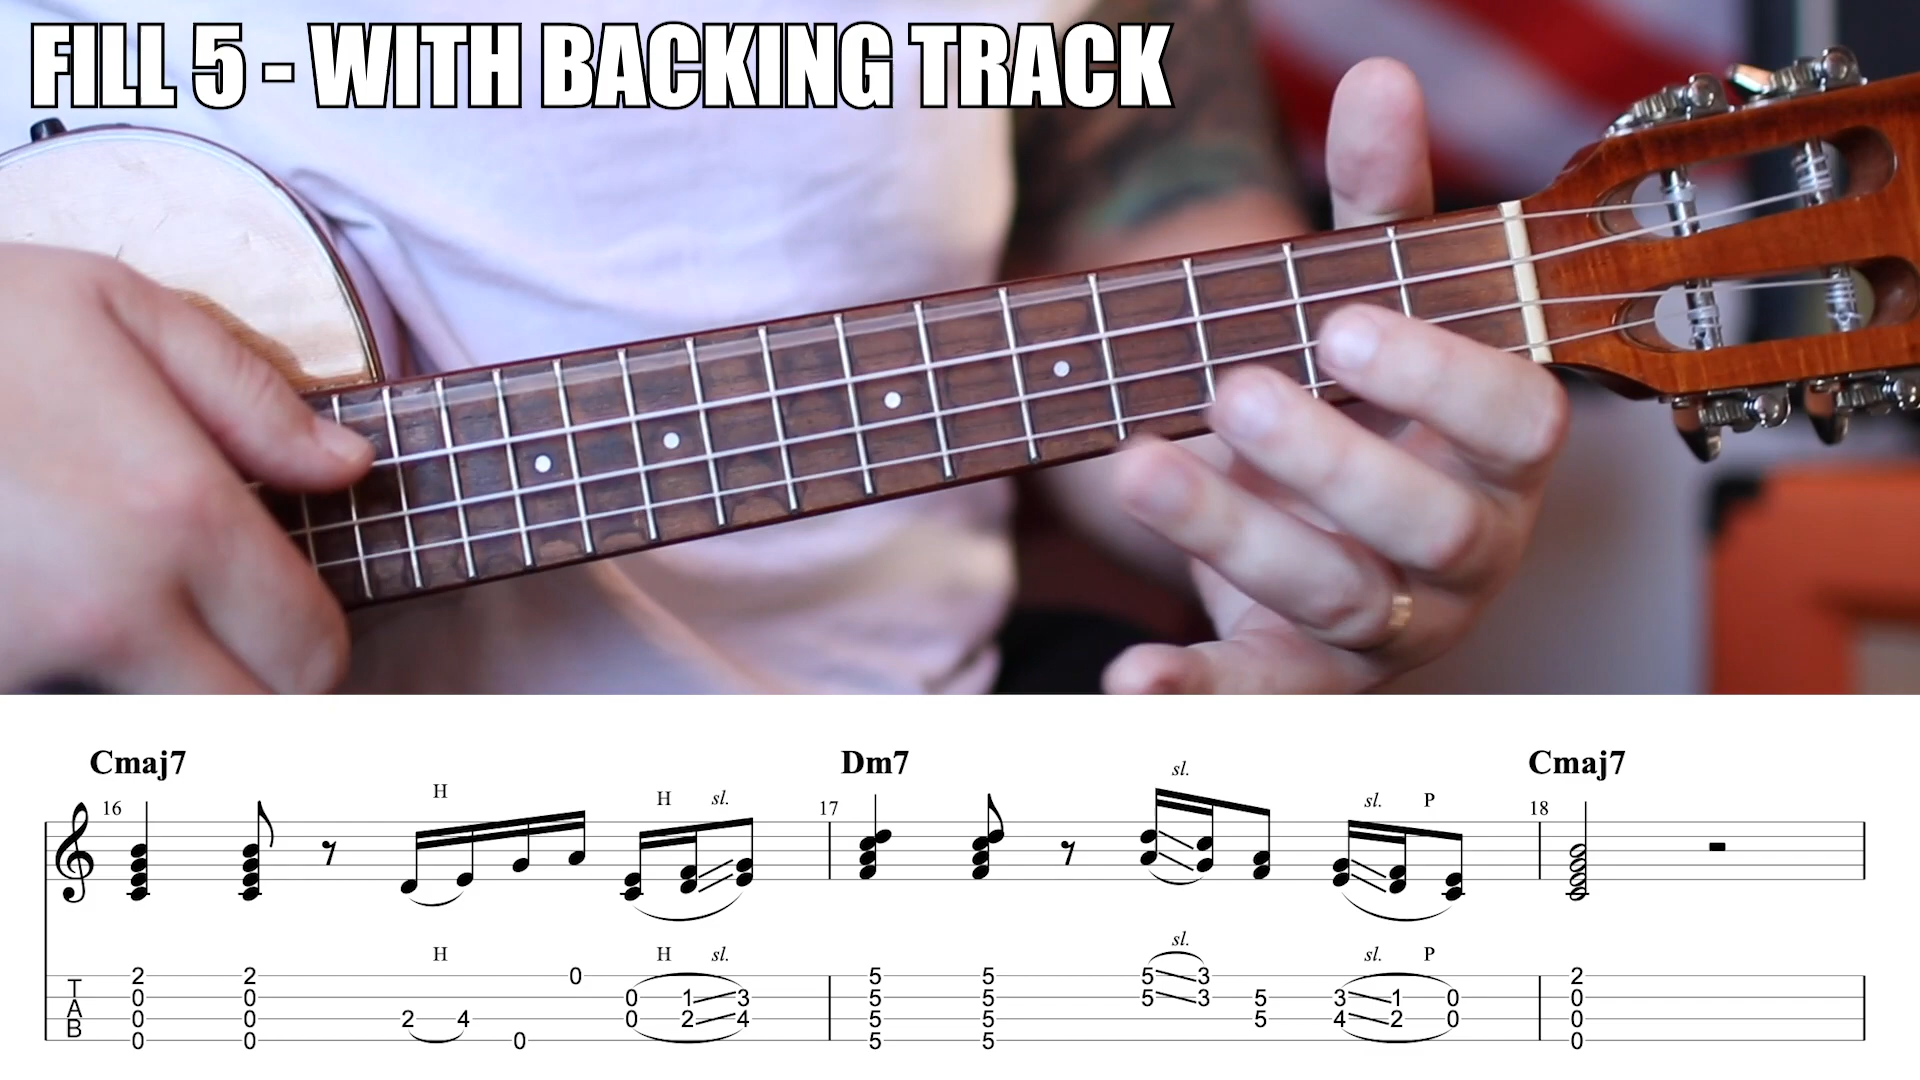 FILL 5 - WITH BACKING TRACK
Cmaj7 Dm7 Cmaj7
16 H H sl. 17 sl. sl. P 18
H H sl. sl. sl. P
T 2 2 0 5 5 5 3 2
A 0 0 0 1 3 5 5 5 3 5 3 1 0 0
B 0 0 2 4 0 2 4 5 5 5 4 2 0 0
0 0 0 5 5 0